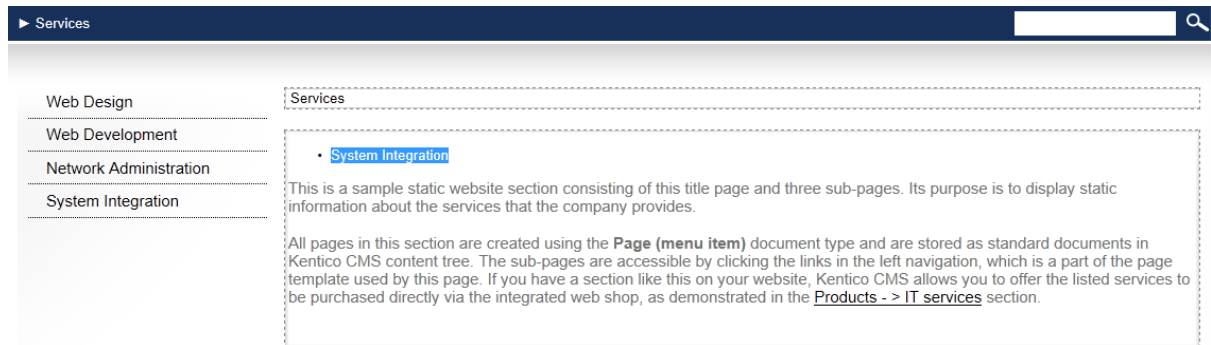 ► Services
Web Design
Web Development
Network Administration
System Integration
Services
• System Integration
This is a sample static website section consisting of this title page and three sub-pages. Its purpose is to display static
information about the services that the company provides.
All pages in this section are created using the Page (menu item) document type and are stored as standard documents in
Kentico CMS content tree. The sub-pages are accessible by clicking the links in the left navigation, which is a part of the page
template used by this page. If you have a section like this on your website, Kentico CMS allows you to offer the listed services to
be purchased directly via the integrated web shop, as demonstrated in the Products - > IT services section.